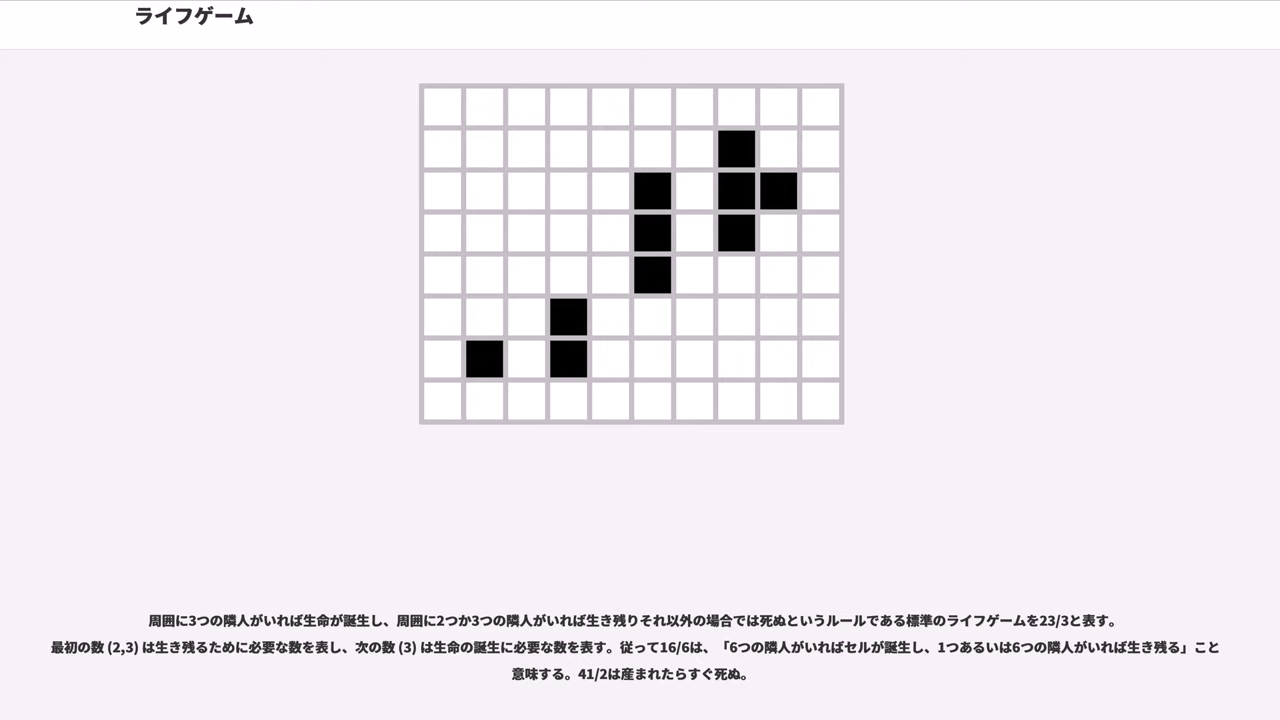 ライフゲーム
周囲に3つの隣人がいれば生命が誕生し、周囲に2つか3つの隣人がいれば生き残りそれ以外の場合では死ぬというルールである標準のライフゲームを23/3と表す。
最初の数 (2,3) は生き残るために必要な数を表し、次の数 (3) は生命の誕生に必要な数を表す。従って16/6は、「6つの隣人がいればセルが誕生し、1つあるいは6つの隣人がいれば生き残る」こと
意味する。41/2は産まれたらすぐ死ぬ。